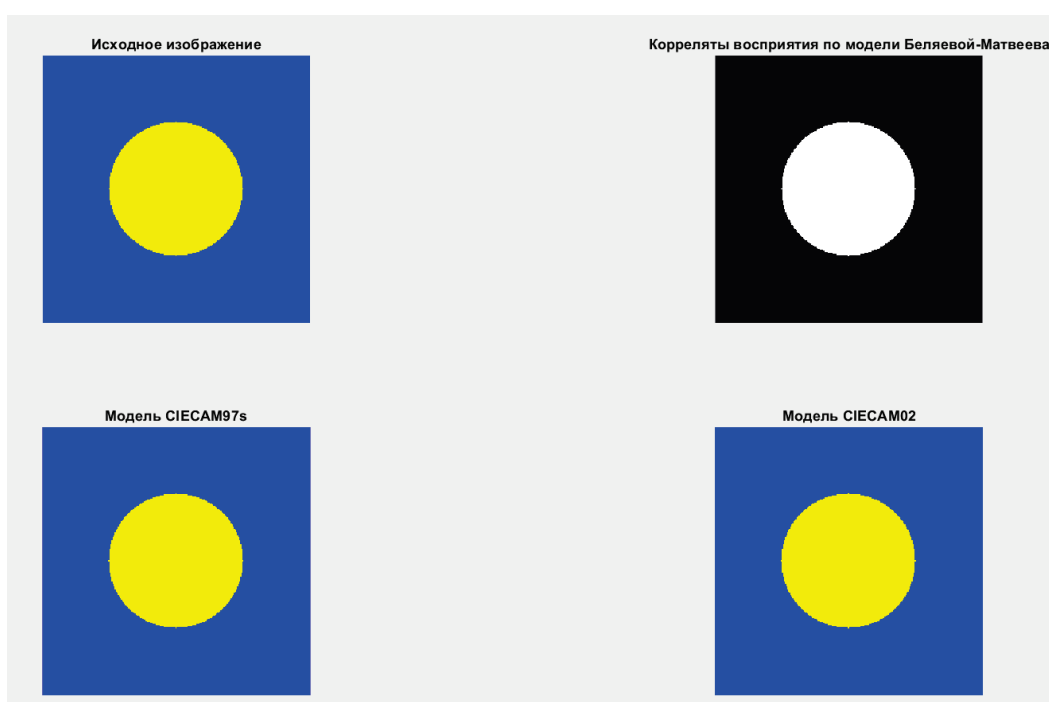 Исходное изображение
Корреляты восприятия по модели Беляевой-Матвеева
Модель CIECAM97s
Модель CIECAM02